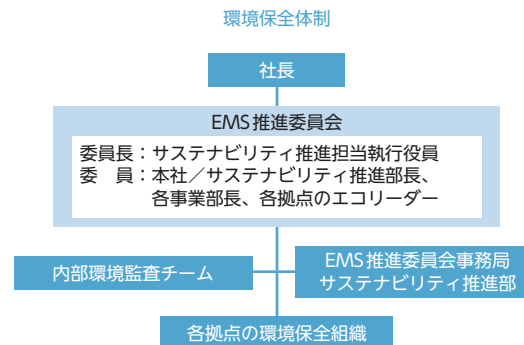 環境保全体制
社長
EMS推進委員会
委員長：サステナビリティ推進担当執行役員
委　員：本社／サステナビリティ推進部長、
各事業部長、各拠点のエコリーダー
内部環境監査チーム
EMS推進委員会事務局
サステナビリティ推進部
各拠点の環境保全組織